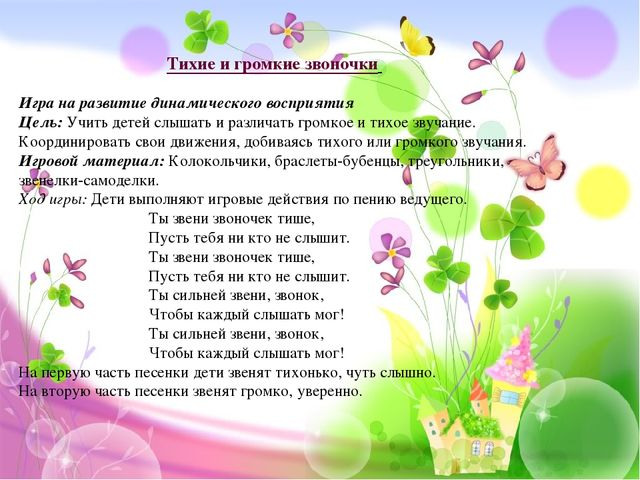 Тихие и громкие звоночки
Игра на развитие динамического восприятия
Цель: Учить детей слышать и различать громкое и тихое звучание.
Координировать свои движения, добиваясь тихого или громкого звучания.
Игровой материал: Колокольчики, браслеты-бубенцы, треугольники,
звенелки-самоделки.
Ход игры: Дети выполняют игровые действия по пению ведущего.
Ты звени звоночек тише,
Пусть тебя ни кто не слышит.
Ты звени звоночек тише,
Пусть тебя ни кто не слышит.
Ты сильней звени, звонок,
Чтобы каждый слышать мог!
Ты сильней звени, звонок,
Чтобы каждый слышать мог!
На первую часть песенки дети звенят тихонько, чуть слышно.
На вторую часть песенки звенят громко, уверенно.